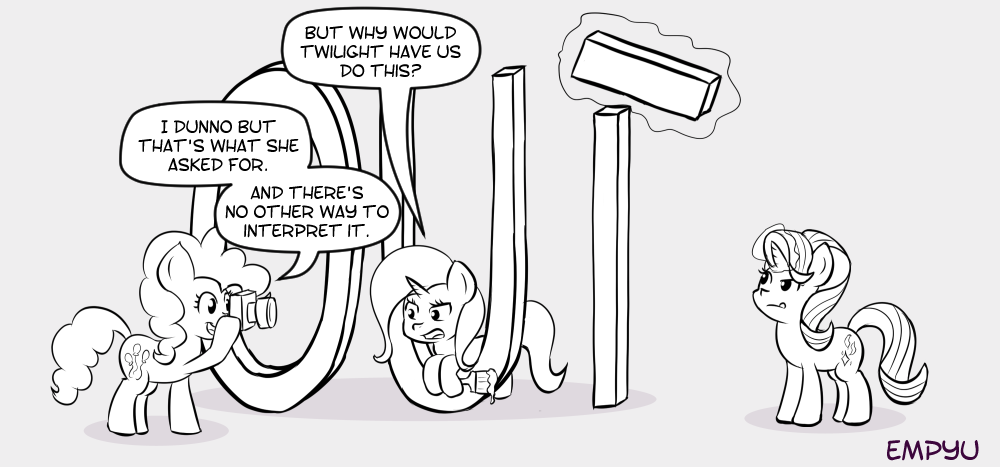 BUT WHY WOULD
TWILIGHT HAVE US
DO THIS?
I DUNNO BUT
THAT'S WHAT SHE
ASKED FOR.
AND THERE'S
NO OTHER WAY TO
INTERPRET IT.
OUT
EMPYU